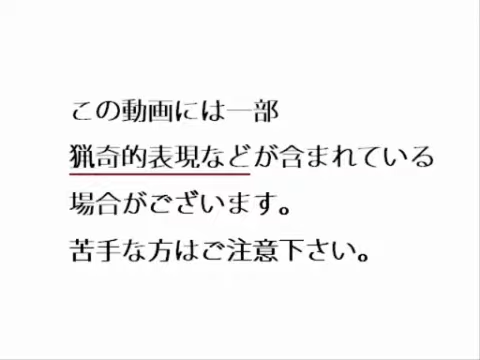 この動画には一部
猟奇的表現などが含まれている
場合がございます。
苦手な方はご注意下さい。